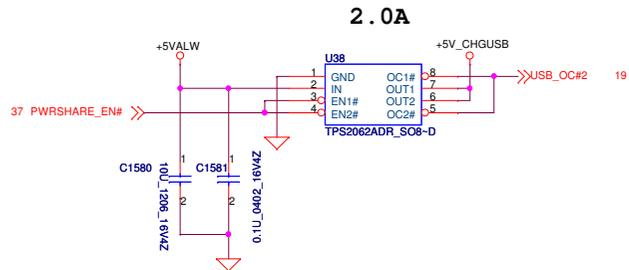 2.0A
+5VALW
+5V_CHGUSB
U38
1 GND OC1# 8
2 IN OUT1 7
3 EN1# OUT2 6
4 EN2# OC2# 5
TPS2062ADR_SO8~D
USB_OC#2 19
37 PWRSHARE_EN#
C1580
1
2
10U_1206_16V4Z
C1581
1
2
0.1U_0402_16V4Z